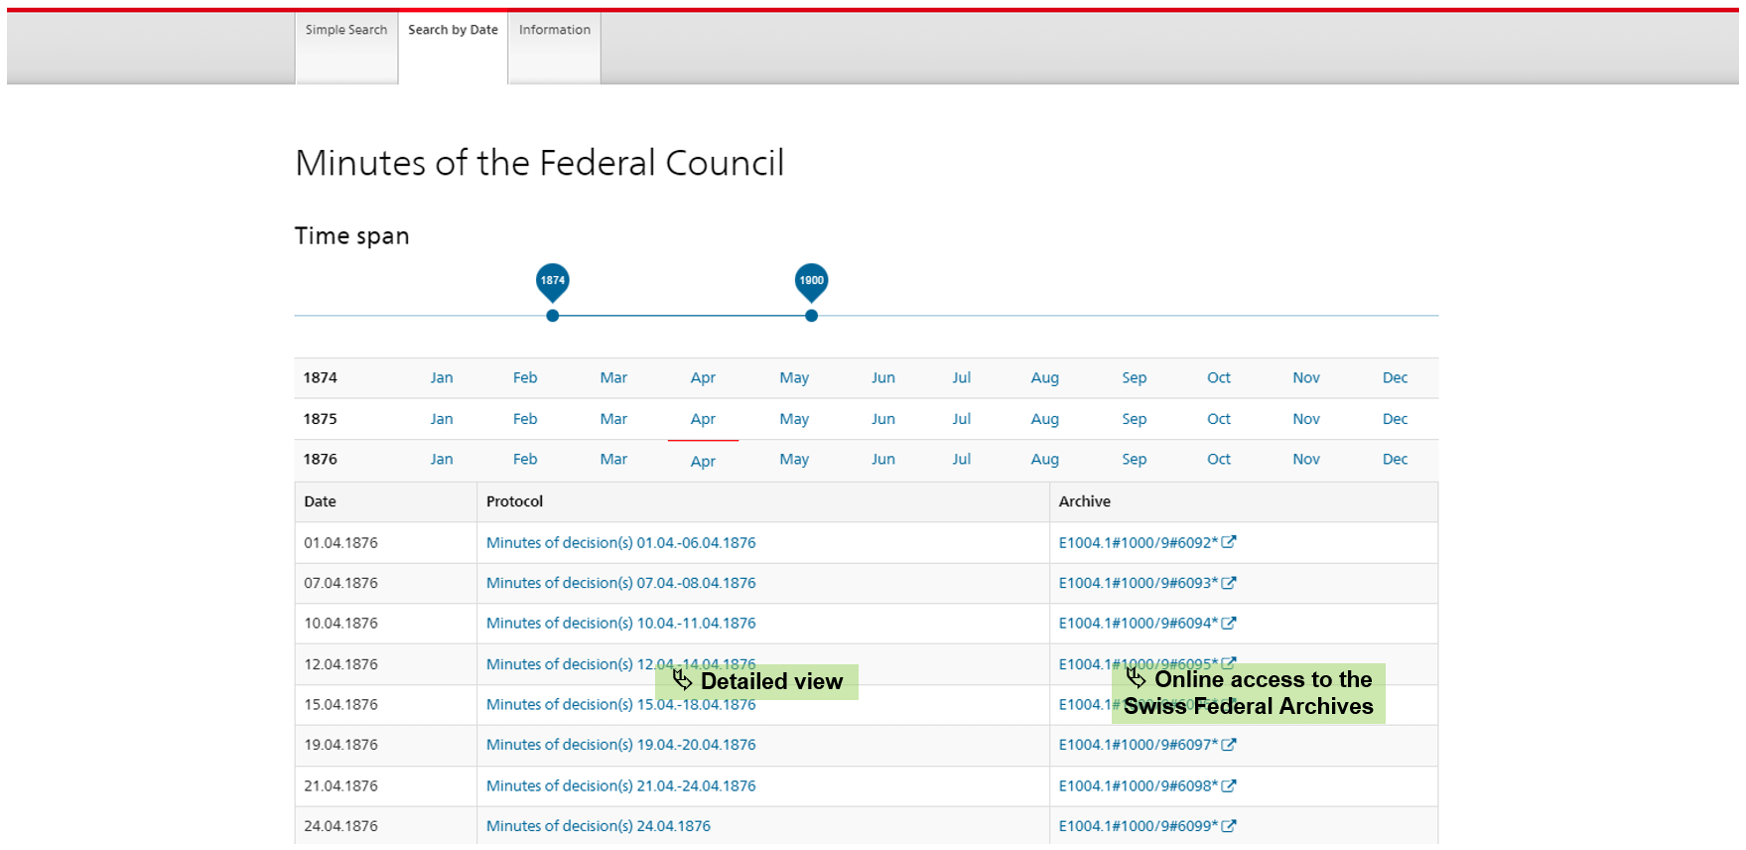 Simple Search Search by Date Information
Minutes of the Federal Council
Time span
1874 1900
1874 Jan Feb Mar Apr May Jun Jul Aug Sep Oct Nov Dec
1875 Jan Feb Mar Apr May Jun Jul Aug Sep Oct Nov Dec
1876 Jan Feb Mar Apr May Jun Jul Aug Sep Oct Nov Dec
Date Protocol Archive
01.04.1876 Minutes of decision(s) 01.04.-06.04.1876 E1004.1#1000/9#6092*
07.04.1876 Minutes of decision(s) 07.04.-08.04.1876 E1004.1#1000/9#6093*
10.04.1876 Minutes of decision(s) 10.04.-11.04.1876 E1004.1#1000/9#6094*
12.04.1876 Minutes of decision(s) 12.04.-14.04.1876 E1004.1#1000/9#6095*
Detailed view Online access to the
Swiss Federal Archives
15.04.1876 Minutes of decision(s) 15.04.-18.04.1876
19.04.1876 Minutes of decision(s) 19.04.-20.04.1876 E1004.1#1000/9#6097*
21.04.1876 Minutes of decision(s) 21.04.-24.04.1876 E1004.1#1000/9#6098*
24.04.1876 Minutes of decision(s) 24.04.1876 E1004.1#1000/9#6099*